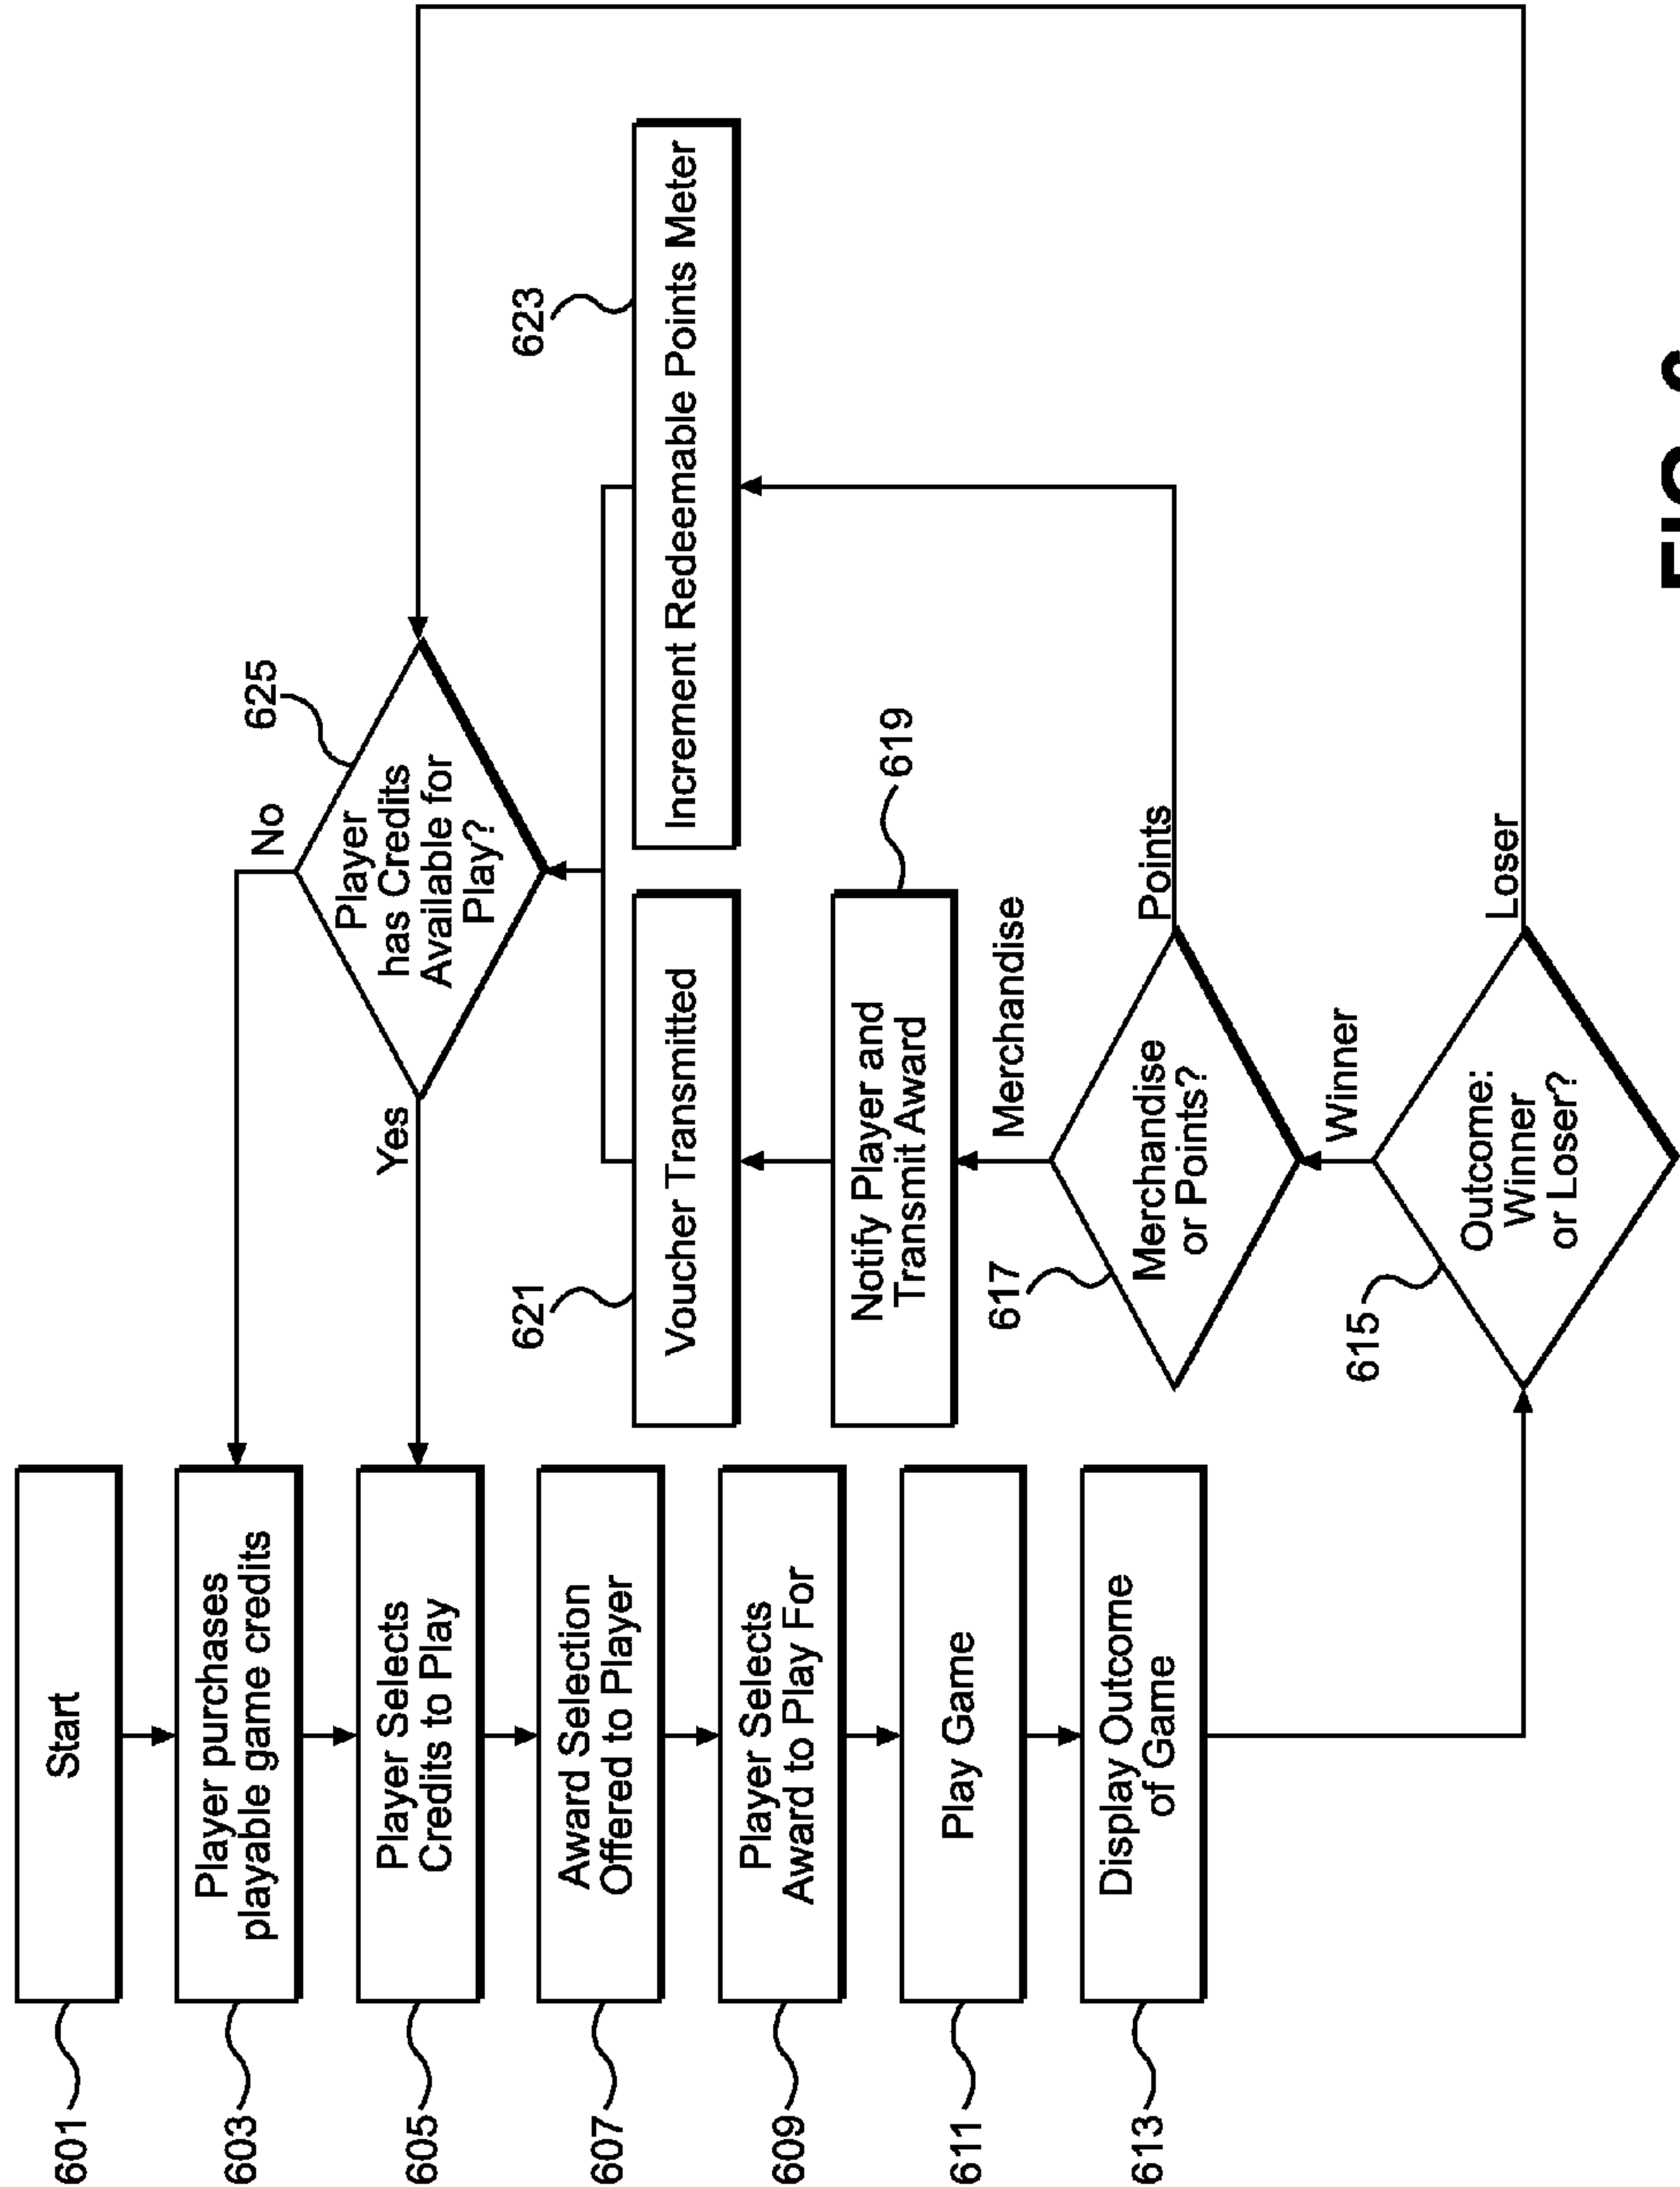 601
Start
603
Player purchases
playable game credits
605
Player Selects
Credits to Play
607
Award Selection
Offered to Player
609
Player Selects
Award to Play For
611
Play Game
613
Display Outcome
of Game
615
Outcome:
Winner
or Loser?
Winner
Loser
617
Merchandise
or Points?
Merchandise
Points
619
Notify Player and
Transmit Award
621
Voucher Transmitted
623
Increment Redeemable Points Meter
625
Player
has Credits
Available for
Play?
Yes
No